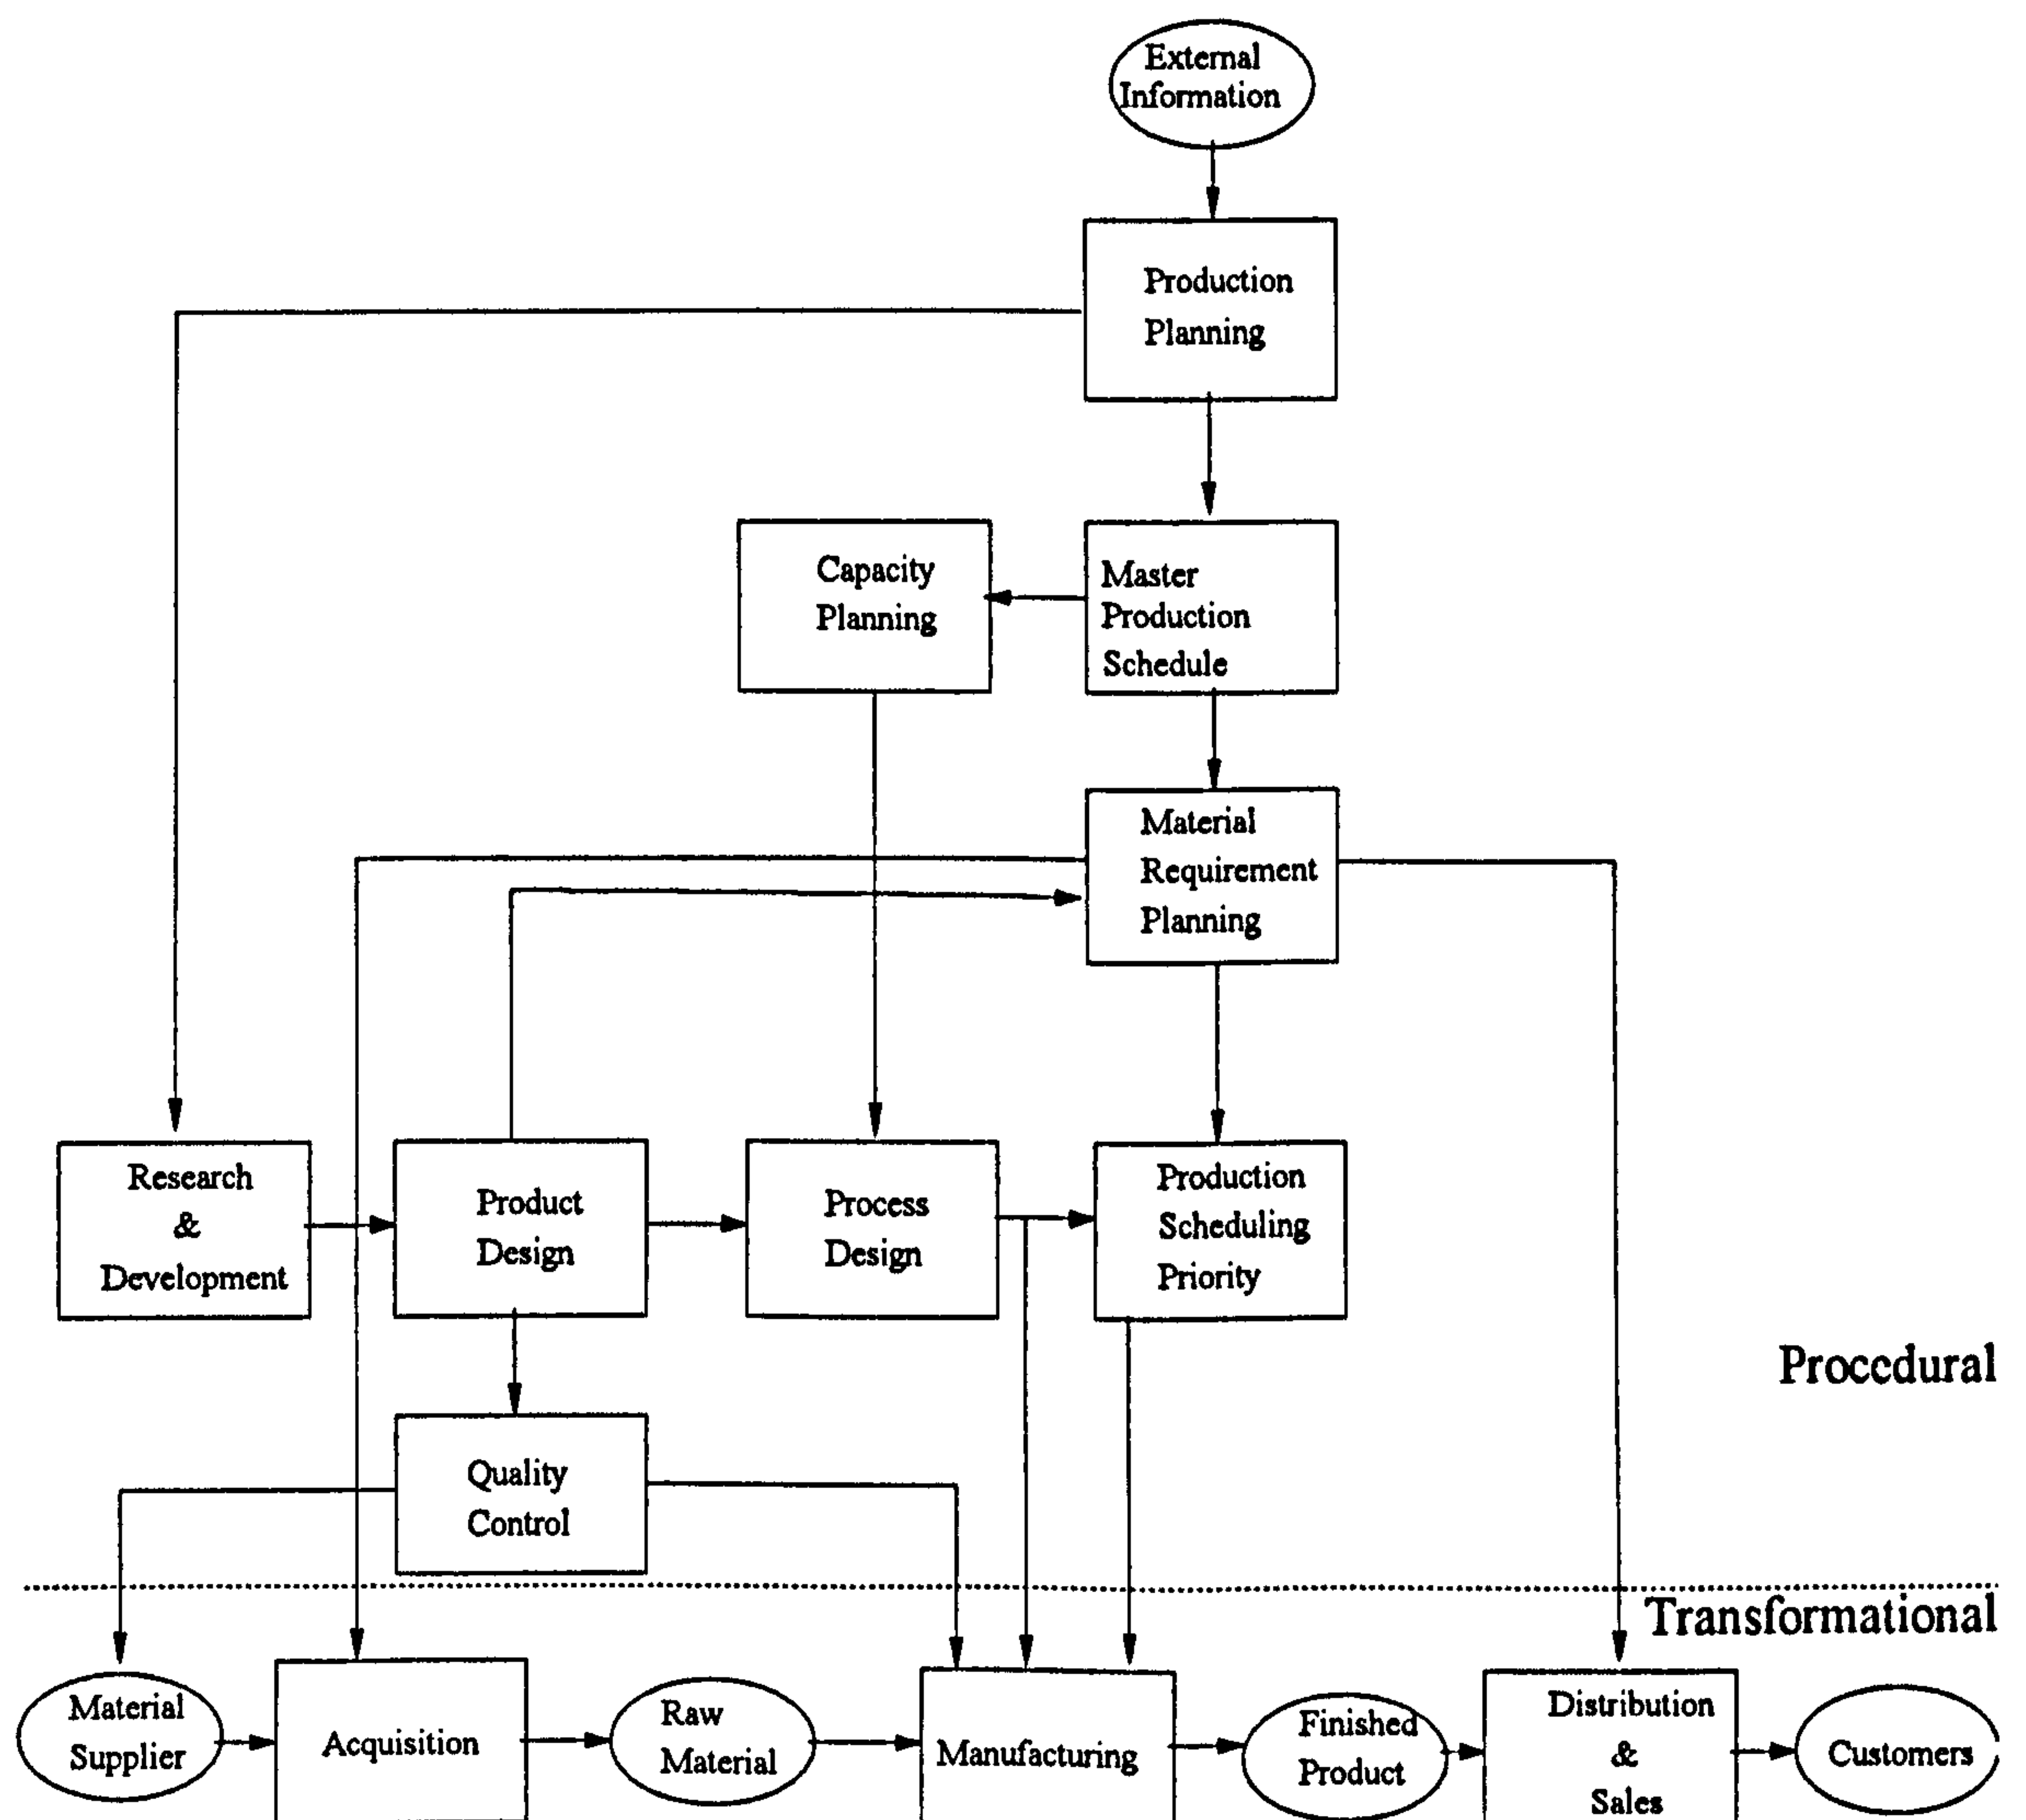 External
Information
Production
Planning
Capacity
Planning
Master
Production
Schedule
Material
Requirement
Planning
Research
&
Development
Product
Design
Process
Design
Production
Scheduling
Priority
Procedural
Quality
Control
Transformational
Material
Supplier
Acquisition
Raw
Material
Manufacturing
Finished
Product
Distribution
&
Sales
Customers